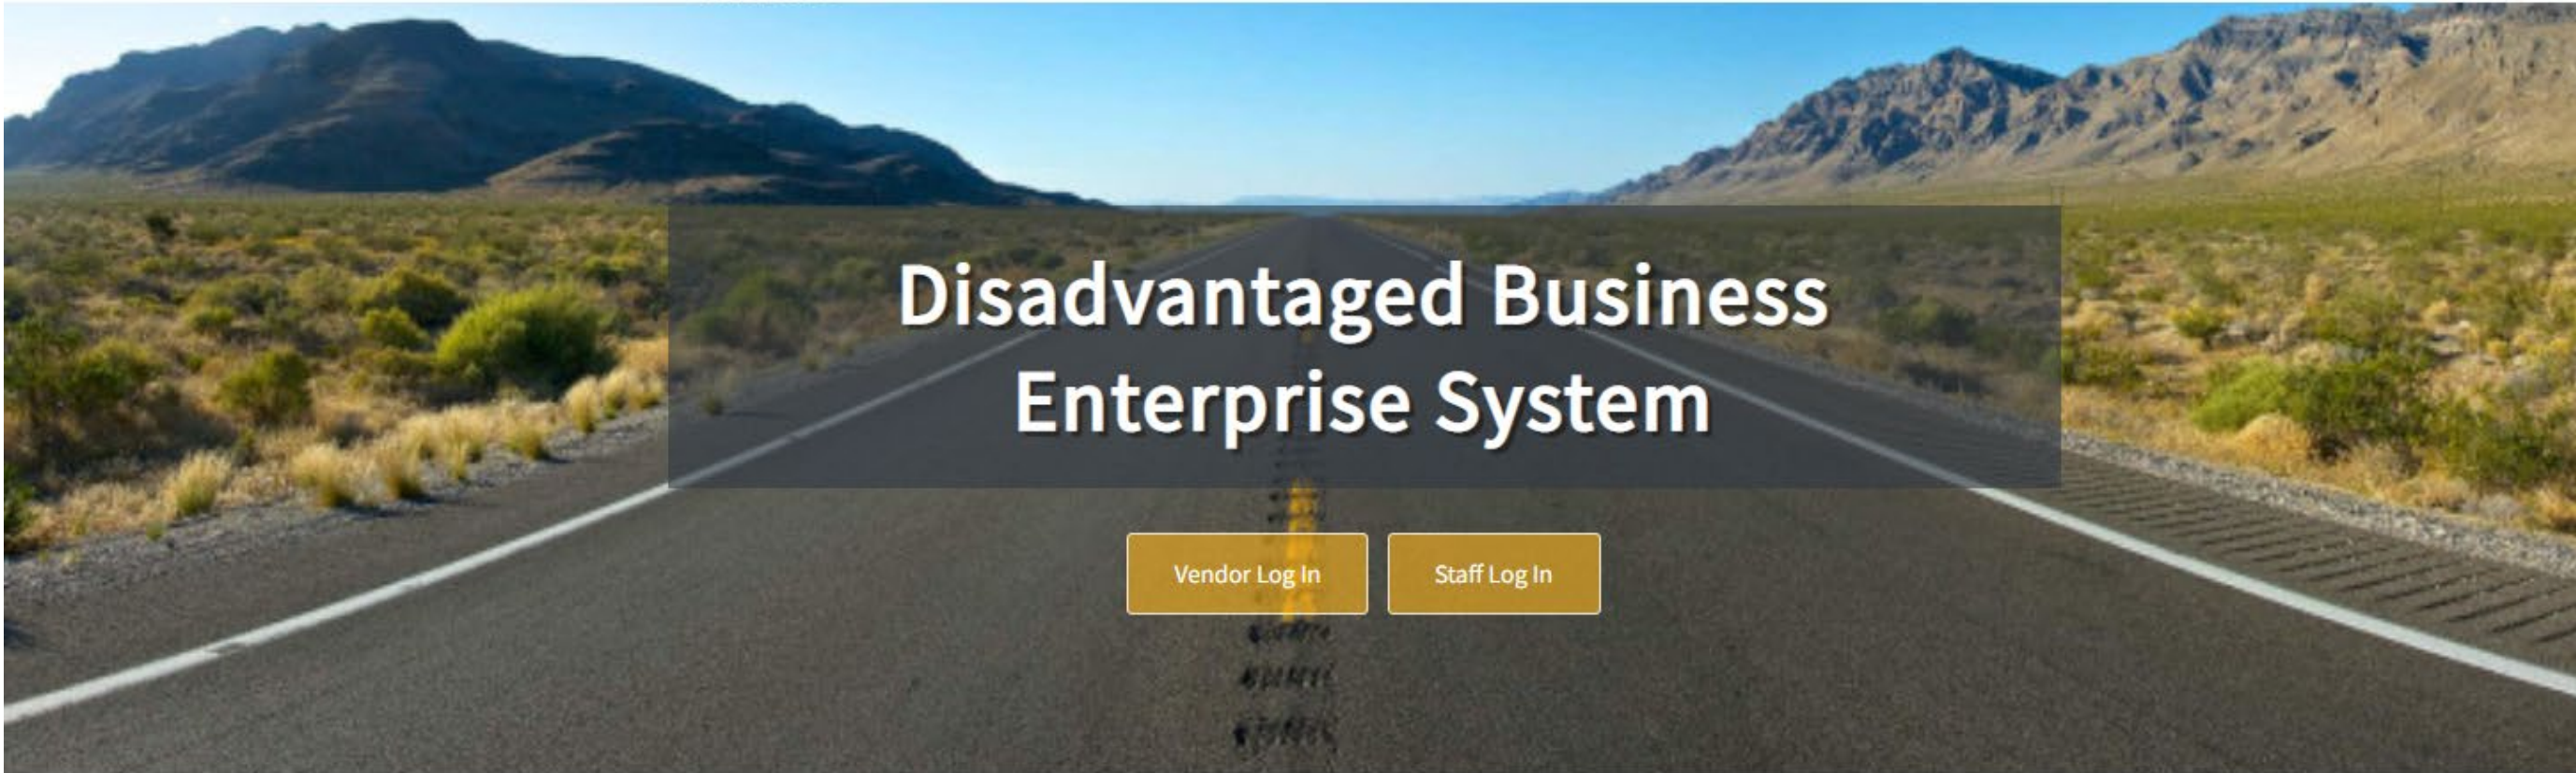 Disadvantaged Business
Enterprise System
Vendor Log In
Staff Log In